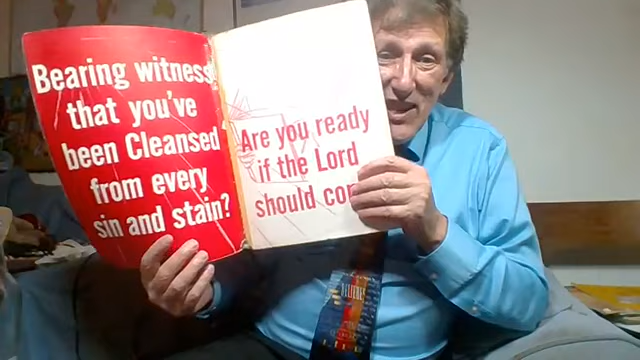 Bearing witness
that you've
been Cleansed
from every
sin and stain?
Are you ready
if the Lord
should